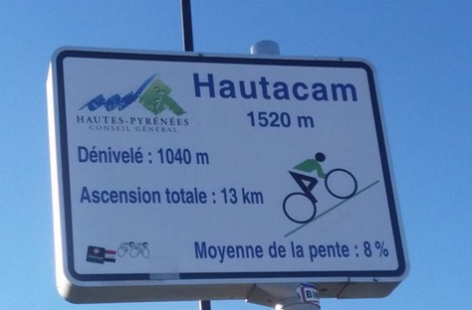 Hautacam
1520 m
HAUTES-PYRÉNÉES
CONSEIL GÉNÉRAL
Dénivelé : 1040 m
Ascension totale : 13 km
Moyenne de la pente : 8 %